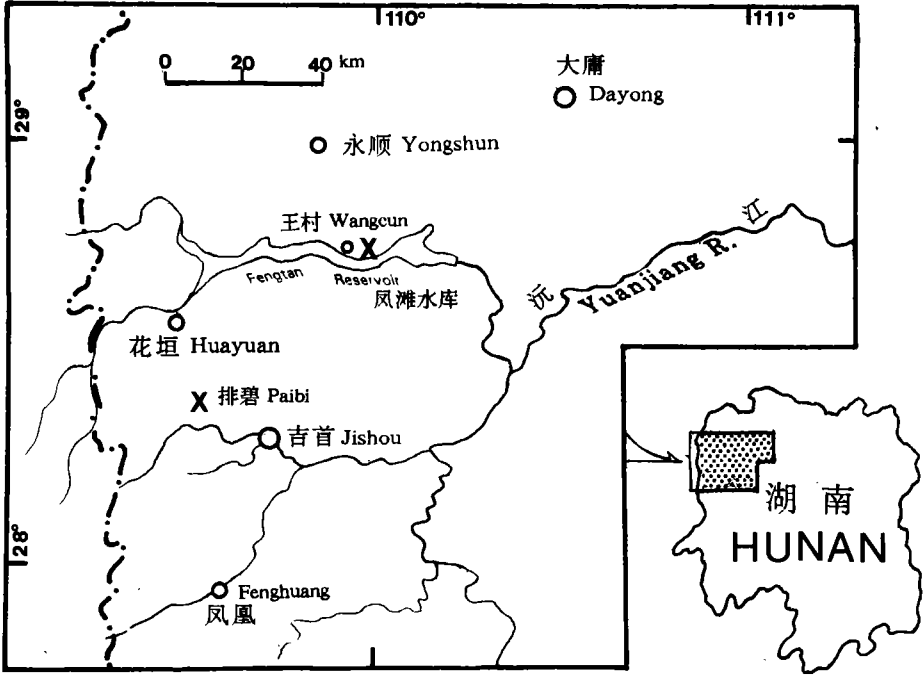 110°
111°
0 20 40 km
大庸
Dayong
29°
永顺 Yongshun
王村 Wangcun
江
Yuanjiang R.
沅
Fengtan Reservoir
凤滩水库
花垣 Huayuan
排碧 Paibi
吉首 Jishou
湖南
HUNAN
28°
Fenghuang
凤凰